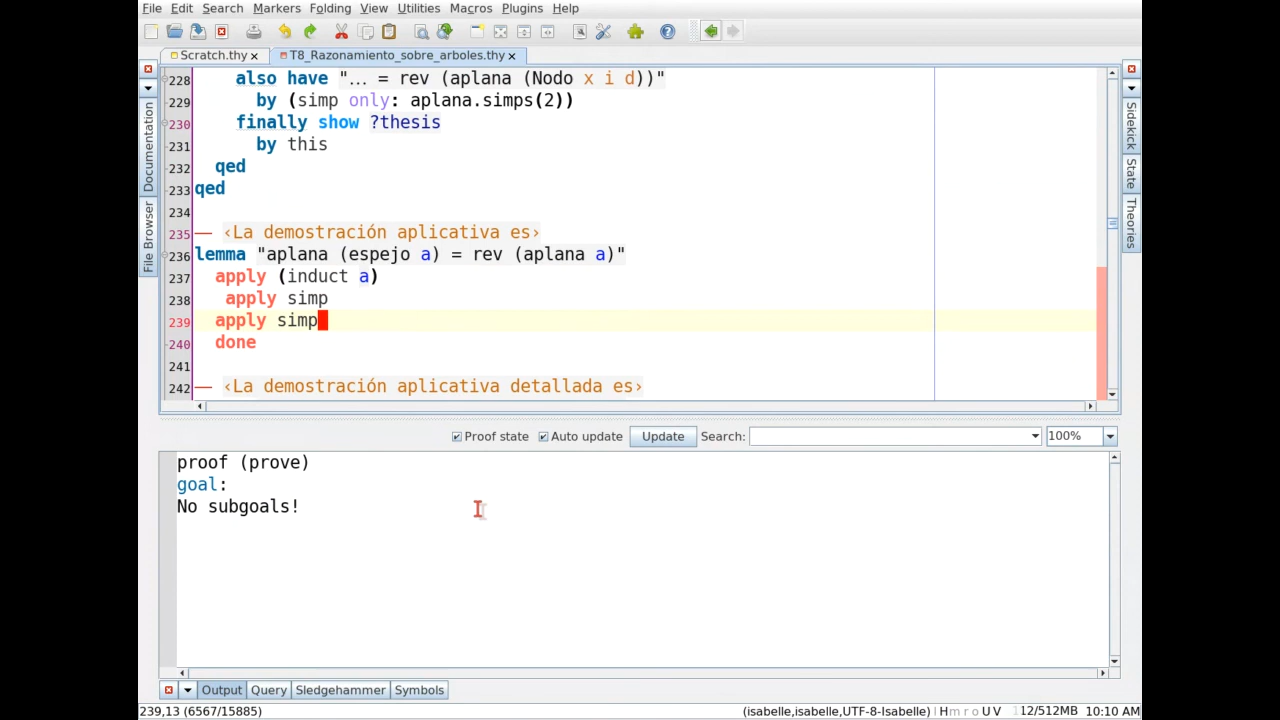 File Edit Search Markers Folding View Utilities Macros Plugins Help
Scratch.thy T8_Razonamiento_sobre_arboles.thy
228 also have "... = rev (aplana (Nodo x i d))"
229 by (simp only: aplana.simps(2))
230 finally show ?thesis
231 by this
232 qed
233 qed
234
235 — ‹La demostración aplicativa es›
236 lemma "aplana (espejo a) = rev (aplana a)"
237 apply (induct a)
238 apply simp
239 apply simp
240 done
241
242 — ‹La demostración aplicativa detallada es›
Documentation
File Browser
Sidekick
State
Theories
Proof state Auto update Update Search: 100%
proof (prove)
goal:
No subgoals!
Output Query Sledgehammer Symbols
239,13 (6567/15885) (isabelle,isabelle,UTF-8-Isabelle) H m r o U V 112/512MB 10:10 AM